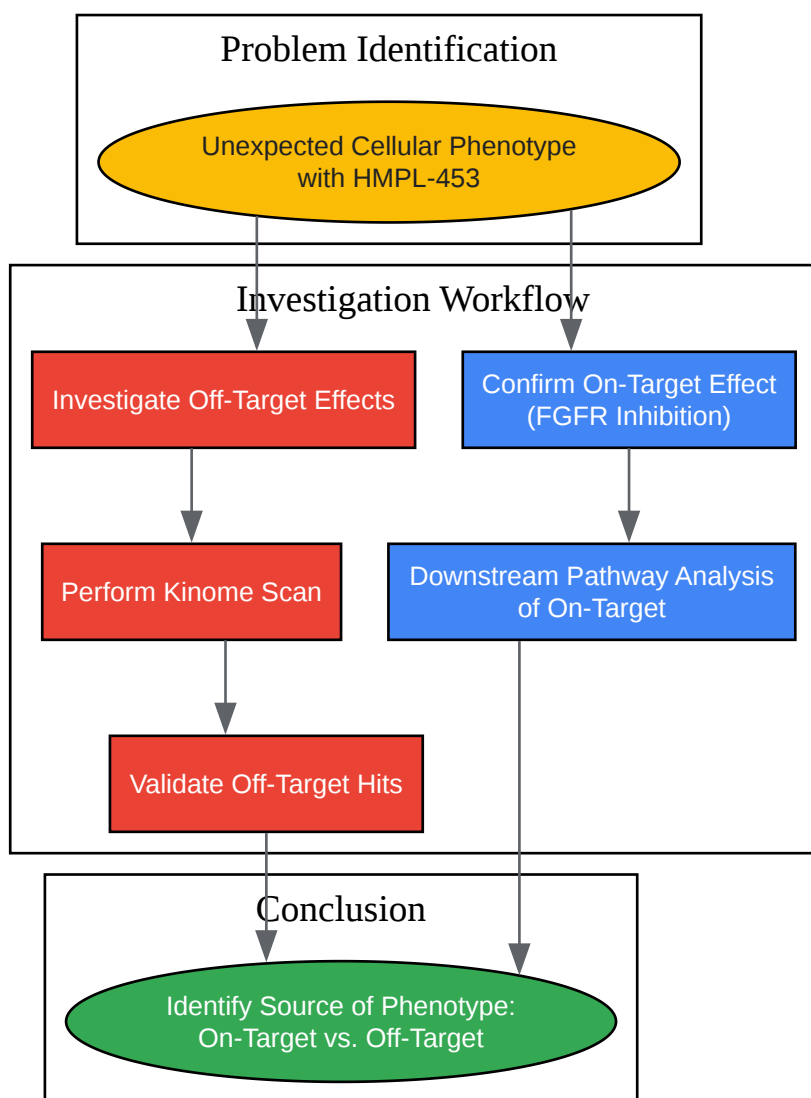 Problem Identification
Unexpected Cellular Phenotype
with HMPL-453
Investigation Workflow
Investigate Off-Target Effects
Confirm On-Target Effect
(FGFR Inhibition)
Perform Kinome Scan
Downstream Pathway Analysis
of On-Target
Validate Off-Target Hits
Conclusion
Identify Source of Phenotype:
On-Target vs. Off-Target